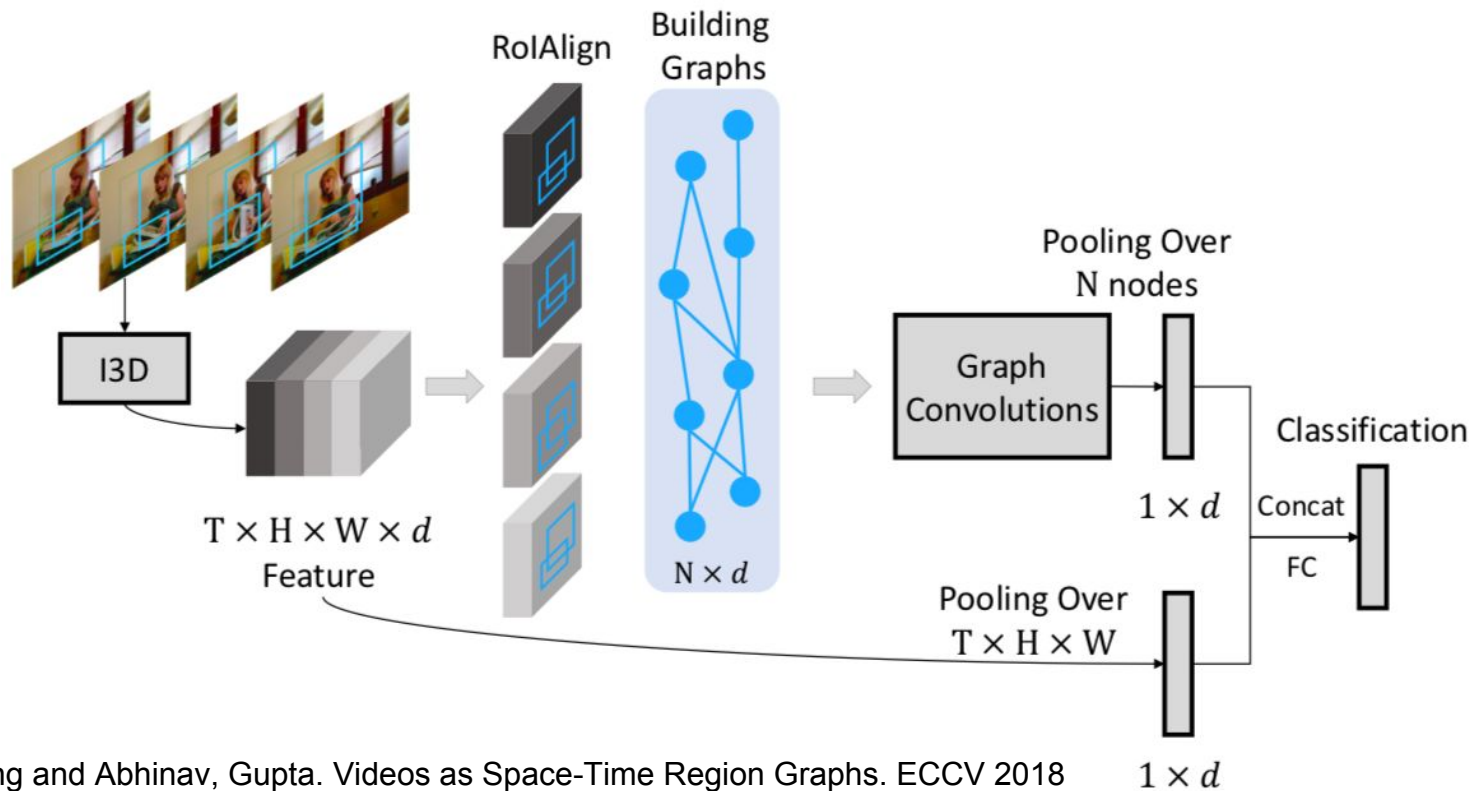 RoIAlign
Building
Graphs
I3D
T × H × W × d
Feature
N × d
Graph
Convolutions
Pooling Over
N nodes
1 × d
Pooling Over
T × H × W
1 × d
Concat
FC
Classification
and Abhinav, Gupta. Videos as Space-Time Region Graphs. ECCV 2018